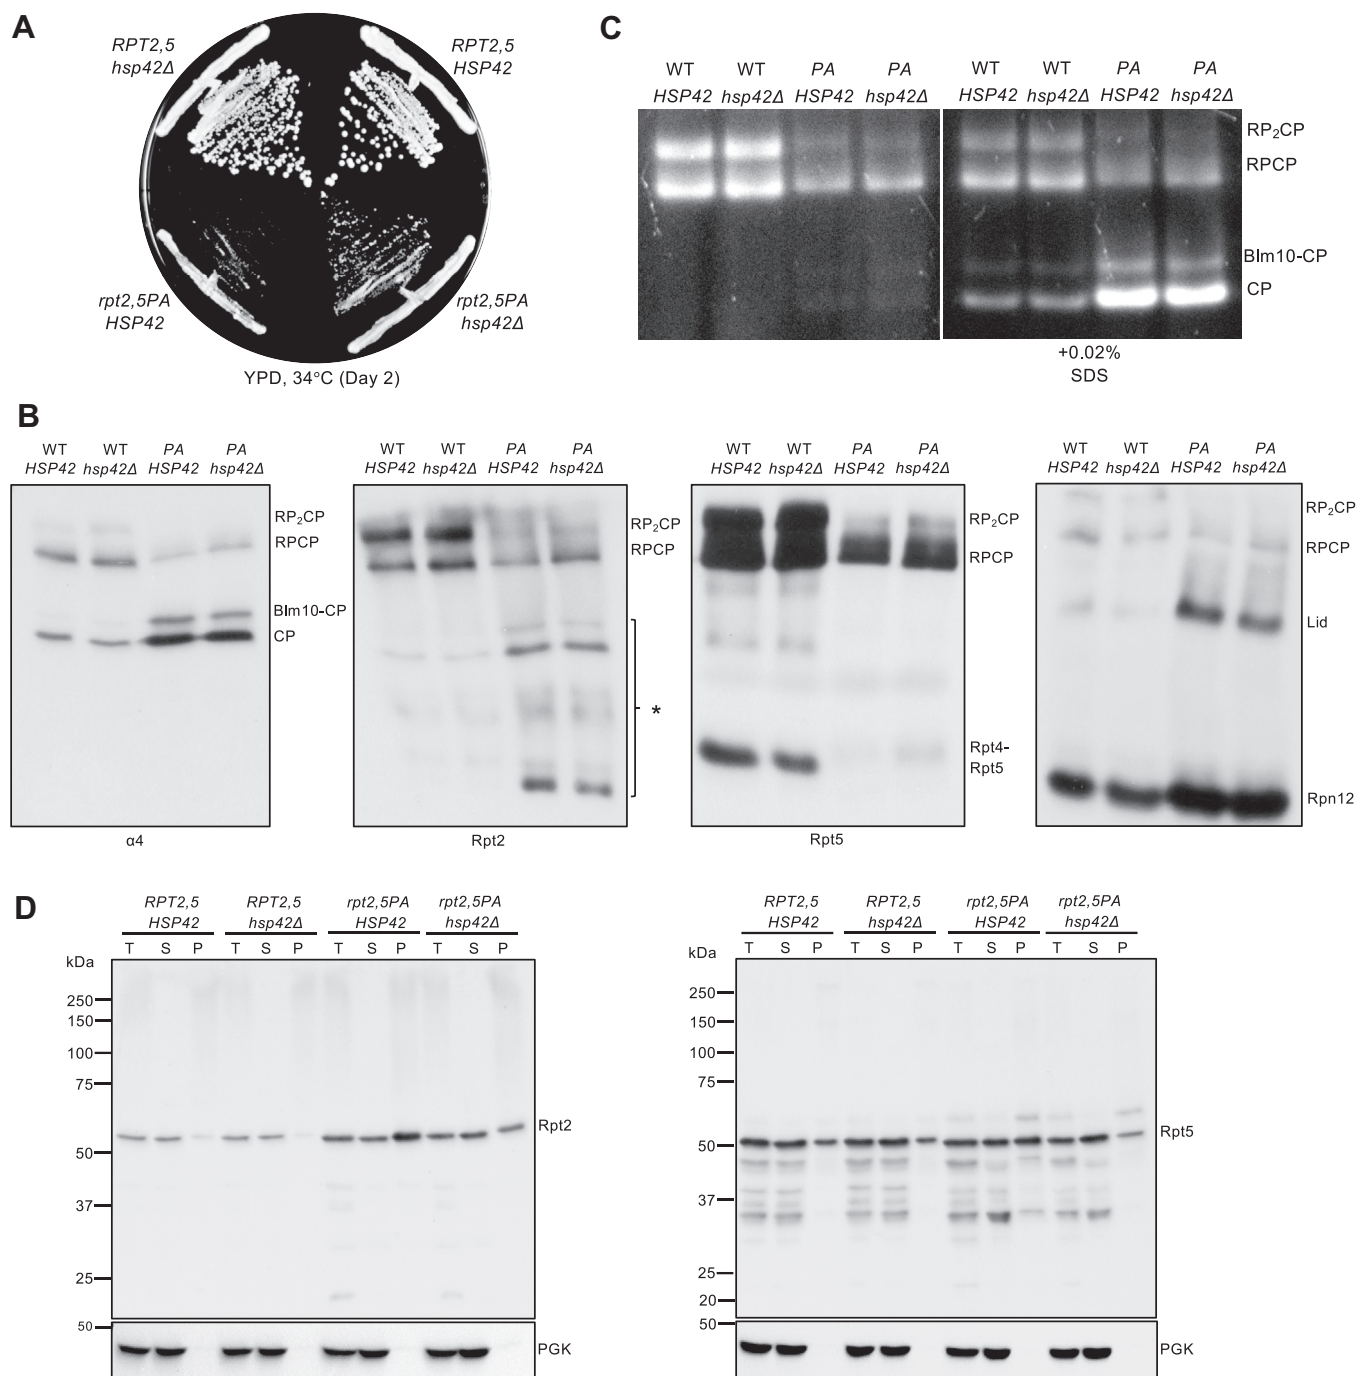 A
RPT2,5
hsp42Δ
RPT2,5
HSP42
rpt2,5PA
HSP42
rpt2,5PA
hsp42Δ
YPD, 34°C (Day 2)
C
WT WT PA PA
HSP42 hsp42Δ HSP42 hsp42Δ
WT WT PA PA
HSP42 hsp42Δ HSP42 hsp42Δ
RP₂CP
RPCP
Blm10-CP
CP
+0.02%
SDS
B
WT WT PA PA
HSP42 hsp42Δ HSP42 hsp42Δ
RP₂CP
RPCP
Blm10-CP
CP
α4
WT WT PA PA
HSP42 hsp42Δ HSP42 hsp42Δ
RP₂CP
RPCP
*
Rpt2
WT WT PA PA
HSP42 hsp42Δ HSP42 hsp42Δ
RP₂CP
RPCP
Rpt4-
Rpt5
Rpt5
WT WT PA PA
HSP42 hsp42Δ HSP42 hsp42Δ
RP₂CP
RPCP
Lid
Rpn12
D
RPT2,5 RPT2,5 rpt2,5PA rpt2,5PA
HSP42 hsp42Δ HSP42 hsp42Δ
T S P T S P T S P T S P
kDa
250
150
100
75
50
37
25
50
Rpt2
PGK
RPT2,5 RPT2,5 rpt2,5PA rpt2,5PA
HSP42 hsp42Δ HSP42 hsp42Δ
T S P T S P T S P T S P
kDa
250
150
100
75
50
37
25
20
50
Rpt5
PGK